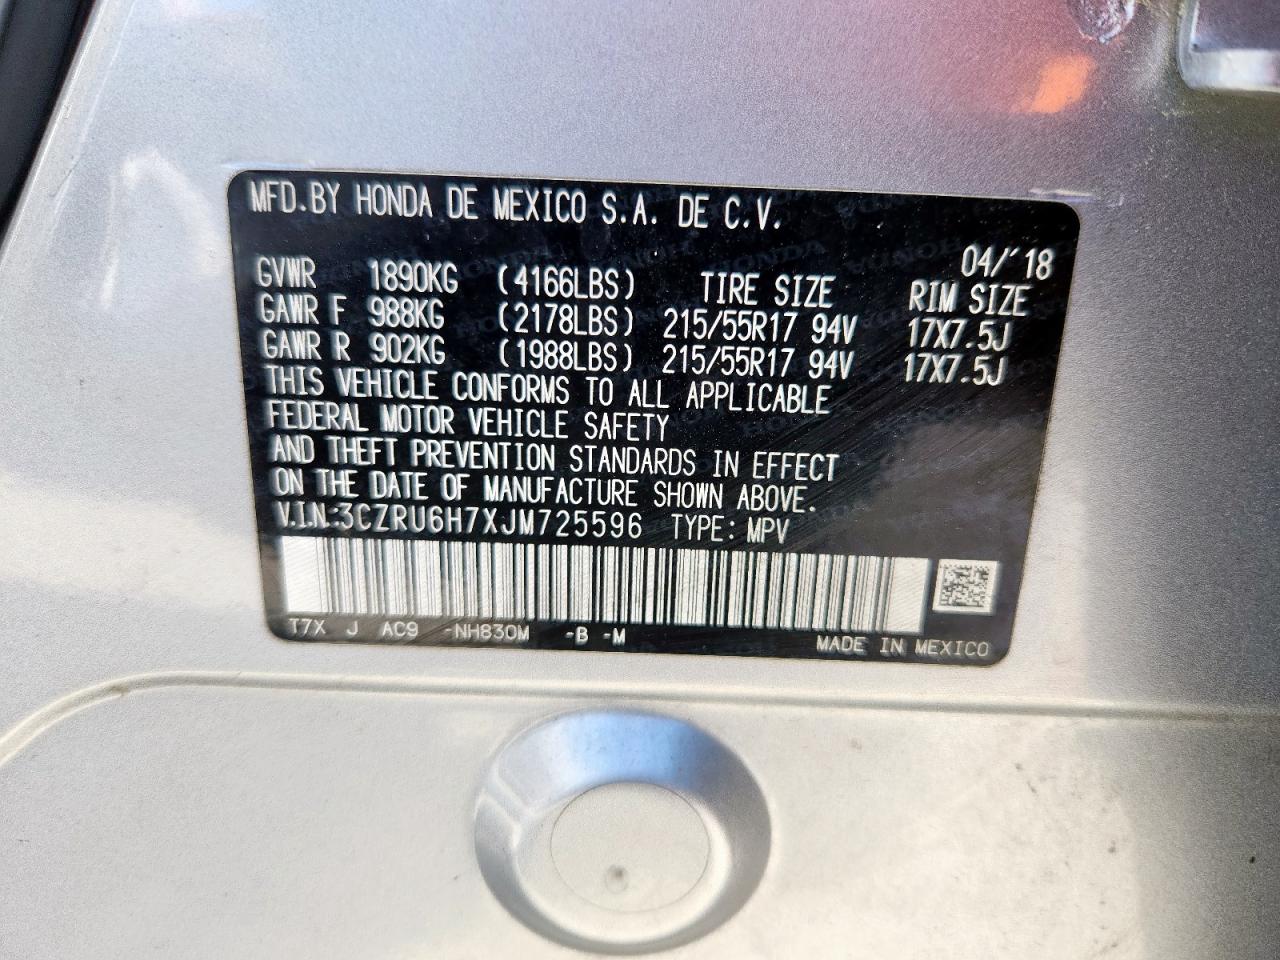 MFD.BY HONDA DE MEXICO S.A. DE C.V.
04/'18
GVWR 1890KG (4166LBS) TIRE SIZE RIM SIZE
GAWR F 988KG (2178LBS) 215/55R17 94V 17X7.5J
GAWR R 902KG (1988LBS) 215/55R17 94V 17X7.5J
THIS VEHICLE CONFORMS TO ALL APPLICABLE
FEDERAL MOTOR VEHICLE SAFETY
AND THEFT PREVENTION STANDARDS IN EFFECT
ON THE DATE OF MANUFACTURE SHOWN ABOVE.
V.I.N.:3CZRU6H7XJM725596 TYPE: MPV
T7X J AC9 -NH830M -B -M MADE IN MEXICO